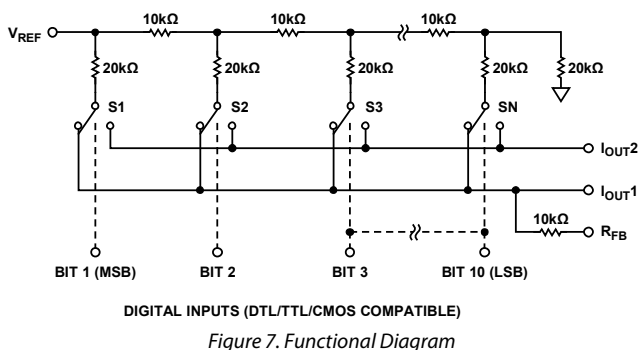 10kΩ 10kΩ 10kΩ
VREF
20kΩ 20kΩ 20kΩ 20kΩ 20kΩ
S1 S2 S3 SN
IOUT2
IOUT1
10kΩ
RFB
BIT 1 (MSB) BIT 2 BIT 3 BIT 10 (LSB)
DIGITAL INPUTS (DTL/TTL/CMOS COMPATIBLE)
Figure 7. Functional Diagram